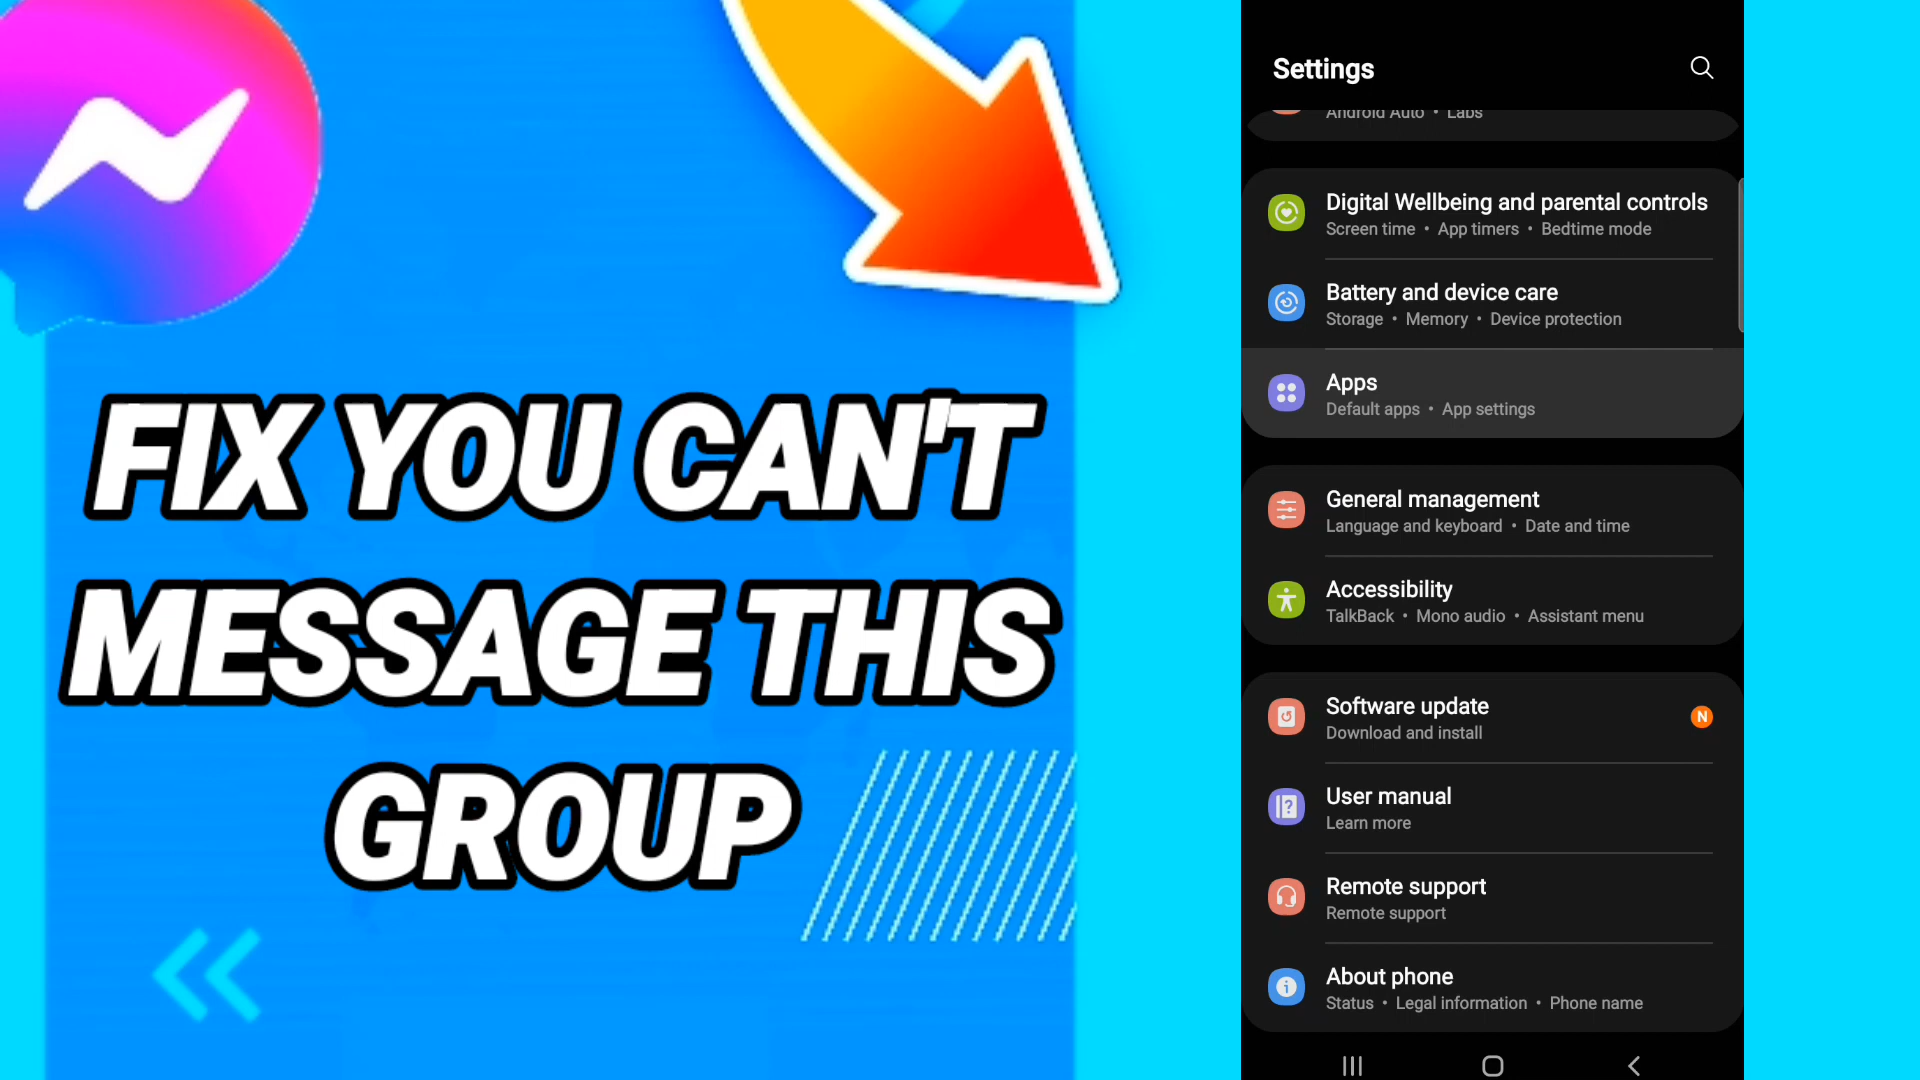 FIX YOU CAN'T
MESSAGE THIS
GROUP
Settings
Android Auto • Labs
Digital Wellbeing and parental controls
Screen time • App timers • Bedtime mode
Battery and device care
Storage • Memory • Device protection
Apps
Default apps • App settings
General management
Language and keyboard • Date and time
Accessibility
TalkBack • Mono audio • Assistant menu
Software update
N
Download and install
User manual
Learn more
Remote support
Remote support
About phone
Status • Legal information • Phone name